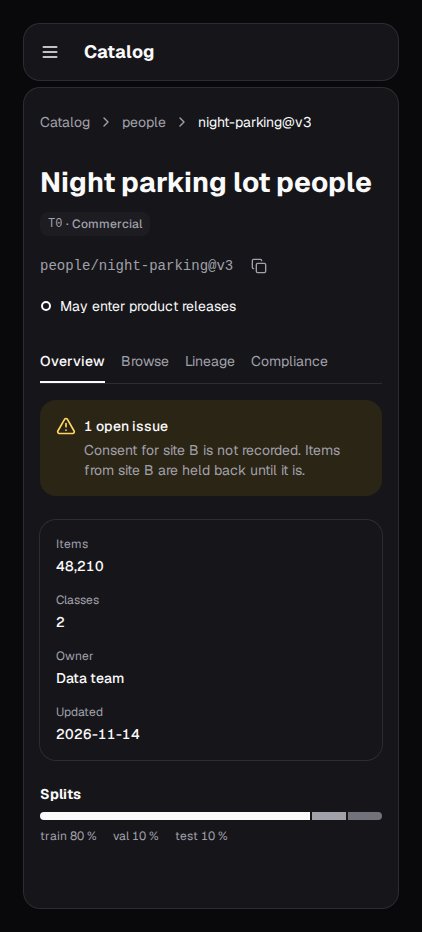 Catalog
Catalog > people > night-parking@v3
Night parking lot people
T0 · Commercial
people/night-parking@v3
May enter product releases
Overview Browse Lineage Compliance
1 open issue
Consent for site B is not recorded. Items
from site B are held back until it is.
Items
48,210
Classes
2
Owner
Data team
Updated
2026-11-14
Splits
train 80 % val 10 % test 10 %